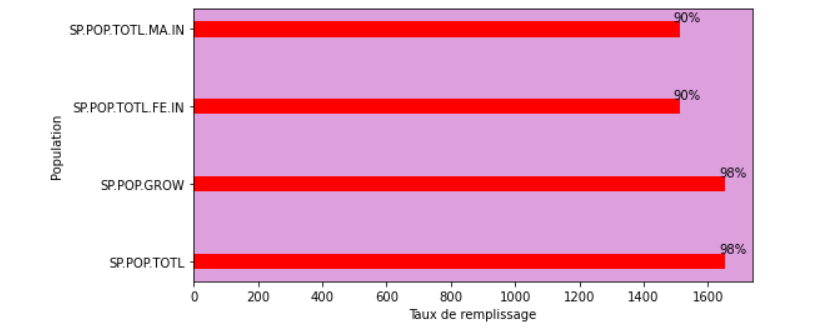 90%
SP.POP.TOTL.MA.IN
90%
SP.POP.TOTL.FE.IN
Population
98%
SP.POP.GROW
98%
SP.POP.TOTL
0 200 400 600 800 1000 1200 1400 1600
Taux de remplissage